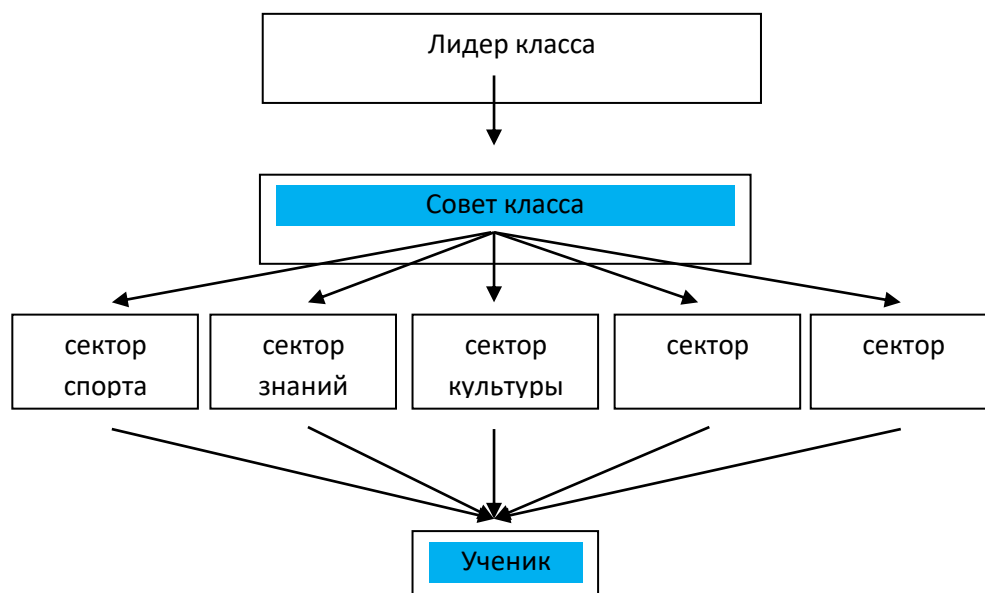 Лидер класса
Совет класса
сектор
спорта
сектор
знаний
сектор
культуры
сектор
сектор
Ученик